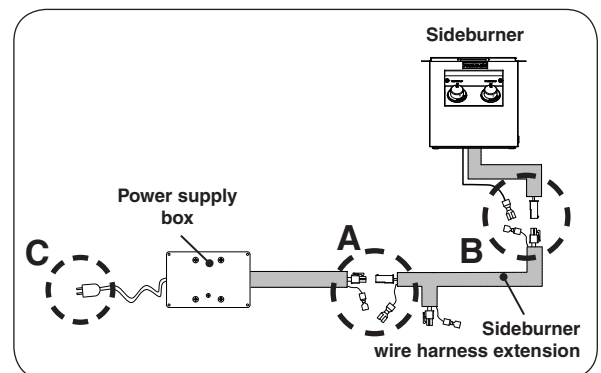 Sideburner
Power supply
box
C
A
B
Sideburner
wire harness extension